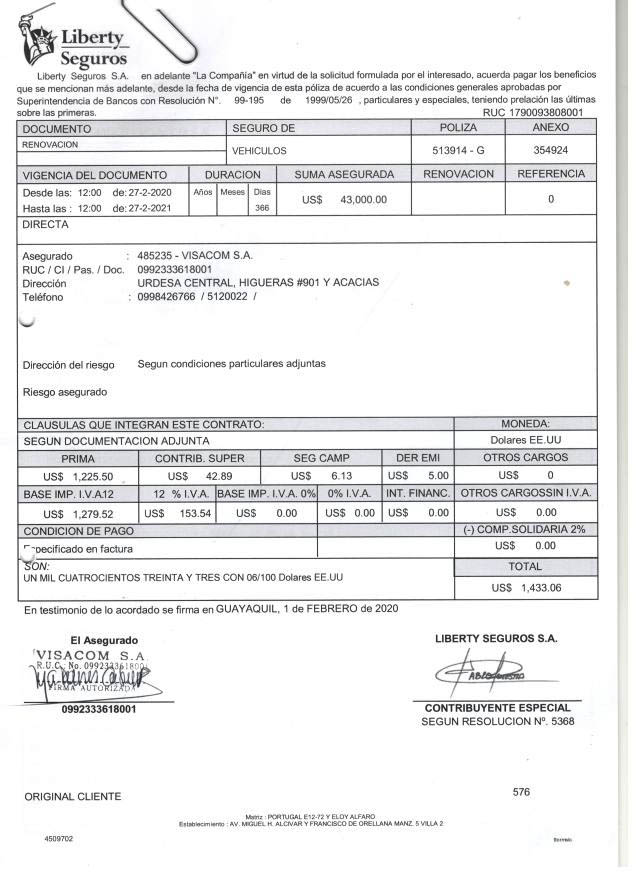 Liberty
Seguros
Liberty Seguros S.A. en adelante "La Compañia" en virtud de la solicitud formulada por el interesado, acuerda pagar los beneficios
que se mencionan más adelante, desde la fecha de vigencia de esta póliza de acuerdo a las condiciones generales aprobadas por
Superintendencia de Bancos con Resolución N°. 99-195 de 1999/05/26 , particulares y especiales, teniendo prelación las últimas
sobre las primeras. RUC 1790093808001
DOCUMENTO SEGURO DE POLIZA ANEXO
RENOVACION VEHICULOS 513914 - G 354924
VIGENCIA DEL DOCUMENTO DURACION SUMA ASEGURADA RENOVACION REFERENCIA
Desde las: 12:00 de: 27-2-2020 Años Meses Dias US$ 43,000.00 0
Hasta las : 12:00 de: 27-2-2021 366
DIRECTA
Asegurado : 485235 - VISACOM S.A.
RUC / CI / Pas. / Doc. 0992333618001
Dirección URDESA CENTRAL, HIGUERAS #901 Y ACACIAS
Teléfono : 0998426766 / 5120022 /
Dirección del riesgo Segun condiciones particulares adjuntas
Riesgo asegurado
CLAUSULAS QUE INTEGRAN ESTE CONTRATO: MONEDA:
SEGUN DOCUMENTACION ADJUNTA Dolares EE.UU
PRIMA CONTRIB. SUPER SEG CAMP DER EMI OTROS CARGOS
US$ 1,225.50 US$ 42.89 US$ 6.13 US$ 5.00 US$ 0
BASE IMP. I.V.A12 12 % I.V.A. BASE IMP. I.V.A. 0% 0% I.V.A. INT. FINANC. OTROS CARGOSSIN I.V.A.
US$ 1,279.52 US$ 153.54 US$ 0.00 US$ 0.00 US$ 0.00 US$ 0.00
CONDICION DE PAGO (-) COMP.SOLIDARIA 2%
Especificado en factura US$ 0.00
SON: TOTAL
UN MIL CUATROCIENTOS TREINTA Y TRES CON 06/100 Dolares EE.UU
US$ 1,433.06
En testimonio de lo acordado se firma en GUAYAQUIL, 1 de FEBRERO de 2020
El Asegurado LIBERTY SEGUROS S.A.
VISACOM S.A.
R.U.C. No. 0992333618001
FIRMA AUTORIZADA
0992333618001 CONTRIBUYENTE ESPECIAL
SEGUN RESOLUCION Nº. 5368
ORIGINAL CLIENTE 576
Matriz : PORTUGAL E12-72 Y ELOY ALFARO
Establecimiento : AV. MIGUEL H. ALCIVAR Y FRANCISCO DE ORELLANA MANZ. 5 VILLA 2
4509702 Bormelo